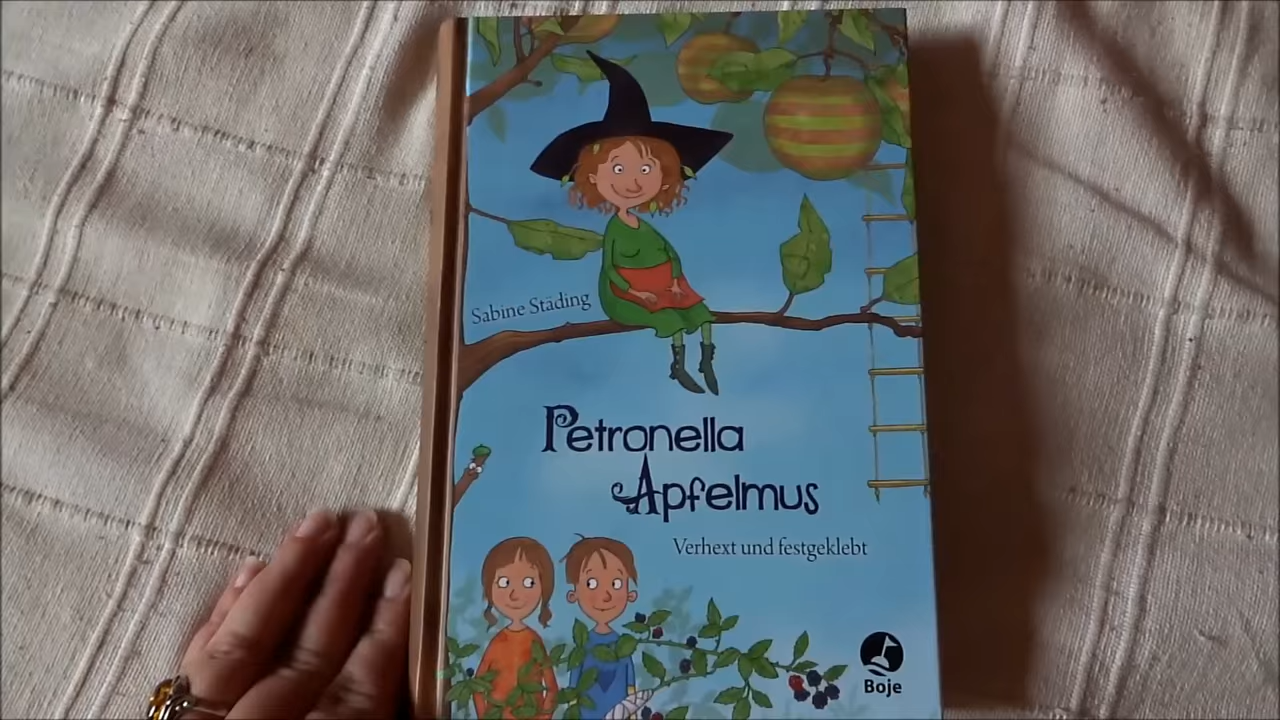 Sabine Städing
Petronella
Apfelmus
Verhext und festgeklebt
Boje